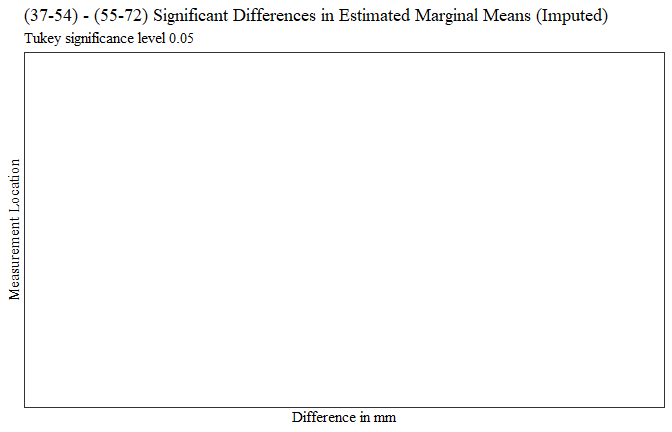 (37-54) - (55-72) Significant Differences in Estimated Marginal Means (Imputed)
Tukey significance level 0.05
Measurement Location
Difference in mm